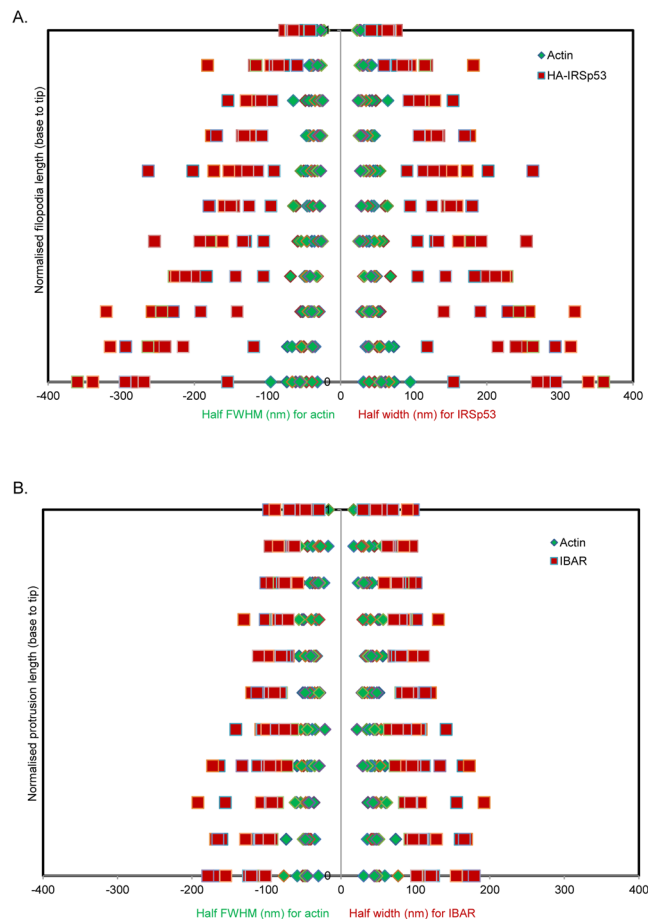 A.
1
Actin
HA-IRSp53
Normalised filopodia length (base to tip)
0
-400 -300 -200 -100 0 100 200 300 400
Half FWHM (nm) for actin Half width (nm) for IRSp53
B.
1
Actin
IBAR
Normalised protrusion length (base to tip)
0
-400 -300 -200 -100 0 100 200 300 400
Half FWHM (nm) for actin Half width (nm) for IBAR